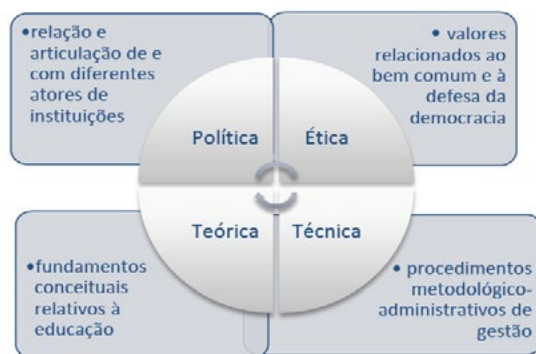 •relação e
articulação de e
com diferentes
atores de
instituições
• valores
relacionados ao
bem comum e à
defesa da
democracia
Política
Ética
Teórica
Técnica
•fundamentos
conceituais
relativos à
educação
• procedimentos
metodológico-
administrativos de
gestão